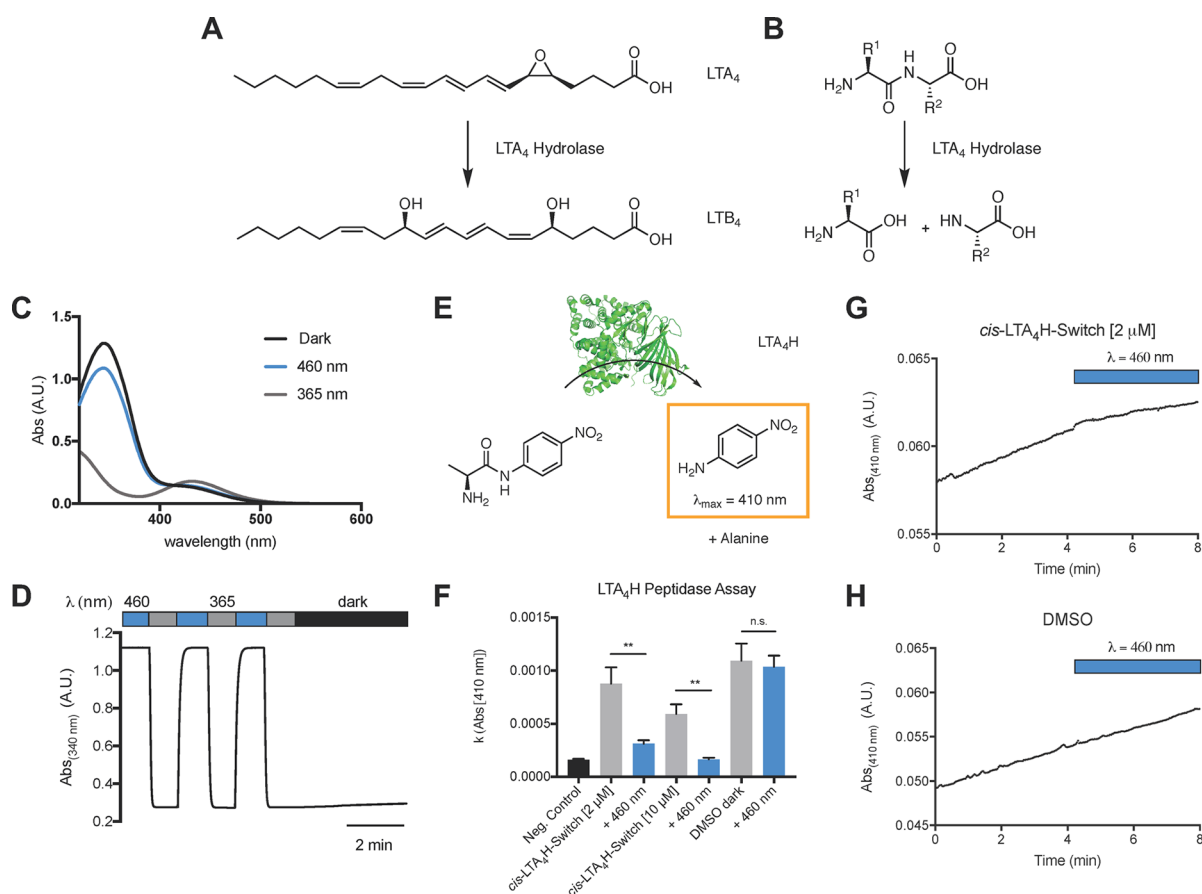 A
B
O
O
OH
LTA4
R1
H
N
O
OH
H2N
O
R2
LTA4 Hydrolase
LTA4 Hydrolase
OH
OH
O
OH
LTB4
R1
OH
H2N
O
+
HN
O
OH
R2
C
1.5
1.0
0.5
0.0
Abs (A.U.)
Dark
460 nm
365 nm
400
500
600
wavelength (nm)
E
LTA4H
O
N
H
NO2
NH2
NO2
H2N
λmax = 410 nm
+ Alanine
G
cis-LTA4H-Switch [2 μM]
λ = 460 nm
0.065
0.060
0.055
Abs(410 nm) (A.U.)
0
2
4
6
8
Time (min)
D
λ (nm)
460
365
dark
1.2
1.0
0.8
0.6
0.4
0.2
Abs(340 nm) (A.U.)
2 min
F
LTA4H Peptidase Assay
0.0015
0.0010
0.0005
0.0000
k (Abs [410 nm])
**
**
n.s.
Neg. Control
cis-LTA4H-Switch [2 μM]
+ 460 nm
cis-LTA4H-Switch [10 μM]
+ 460 nm
DMSO dark
+ 460 nm
H
DMSO
λ = 460 nm
0.065
0.060
0.055
0.050
0.045
Abs(410 nm) (A.U.)
0
2
4
6
8
Time (min)